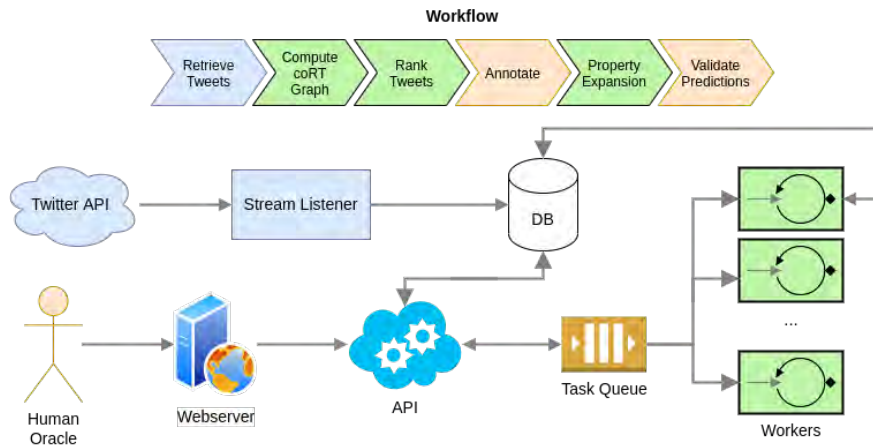 Workflow
Retrieve
Tweets
Compute
coRT
Graph
Rank
Tweets
Annotate
Property
Expansion
Validate
Predictions
Twitter API
Stream Listener
DB
Human
Oracle
Webserver
API
Task Queue
...
Workers